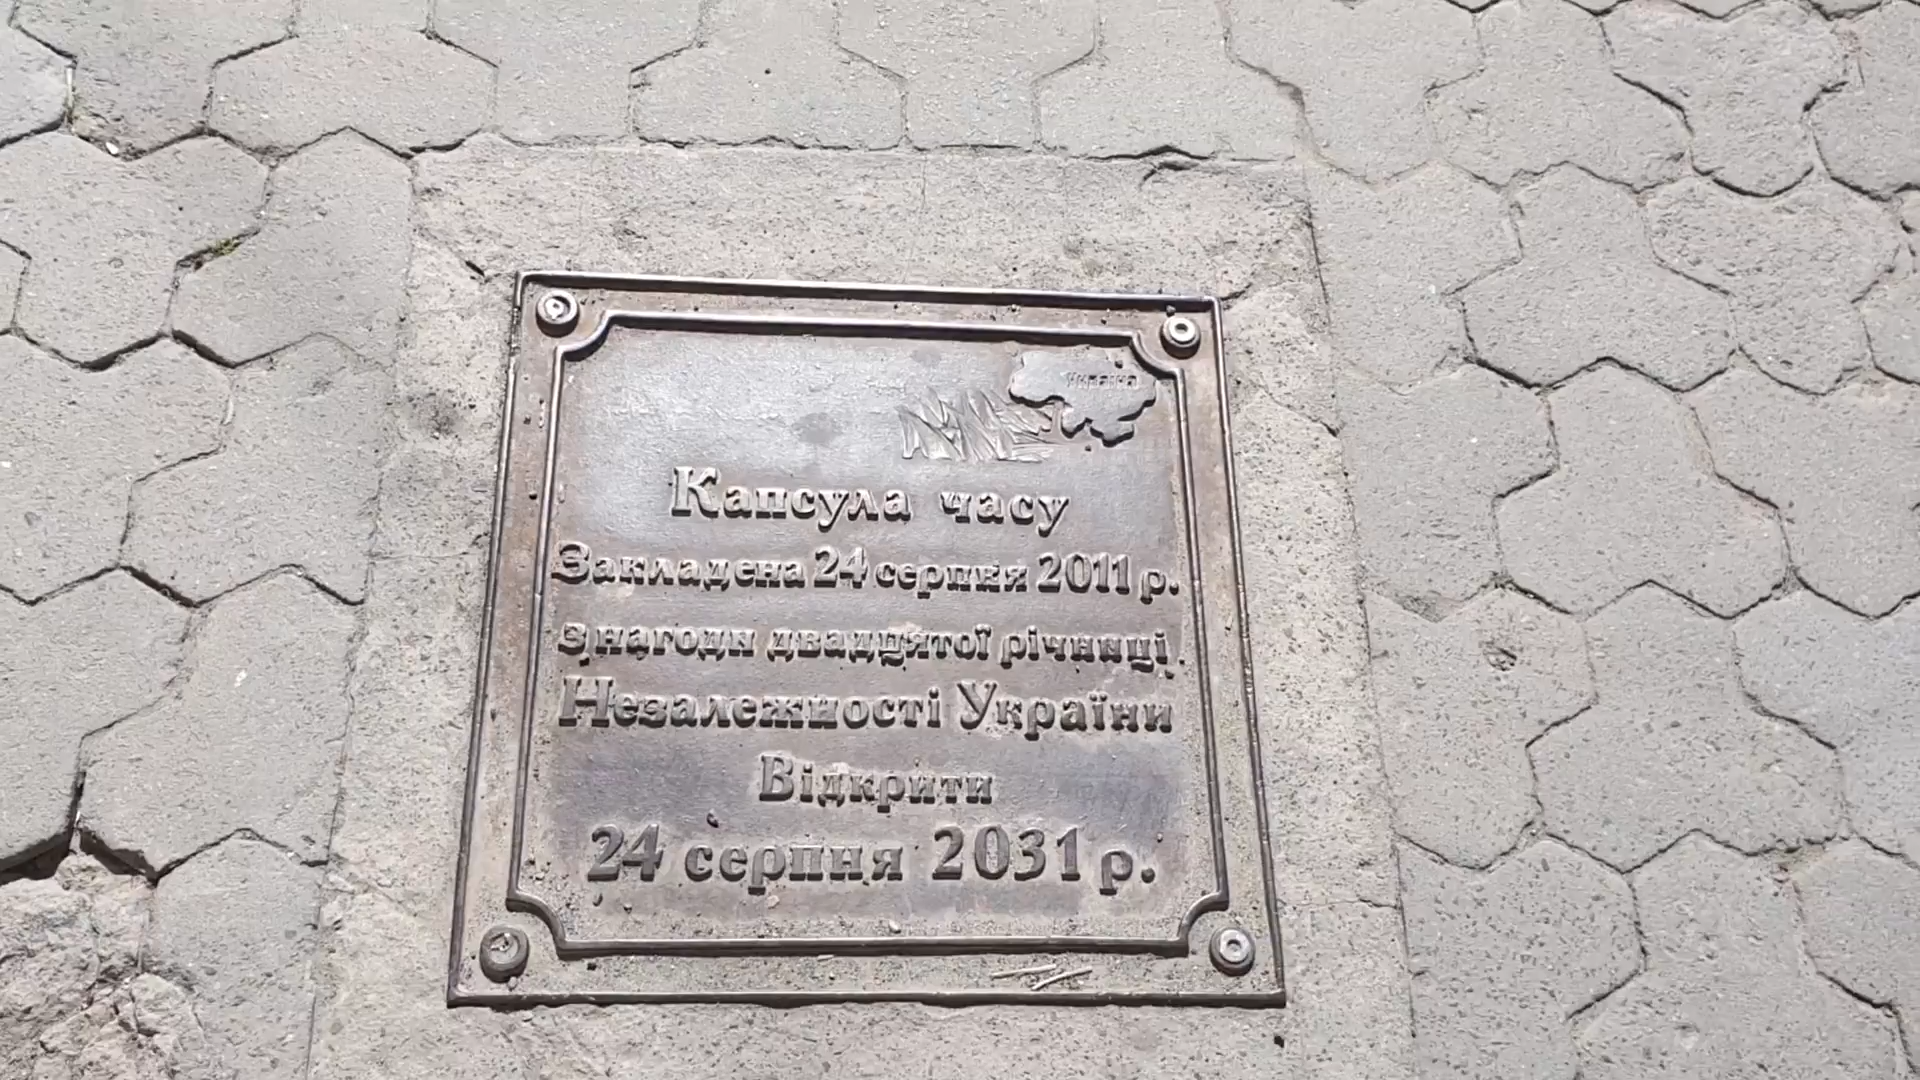 Україна
Капсула часу
Закладена 24 серпня 2011 р.
з нагоди двадцятої річниці
Незалежності України
Відкрити
24 серпня 2031 р.